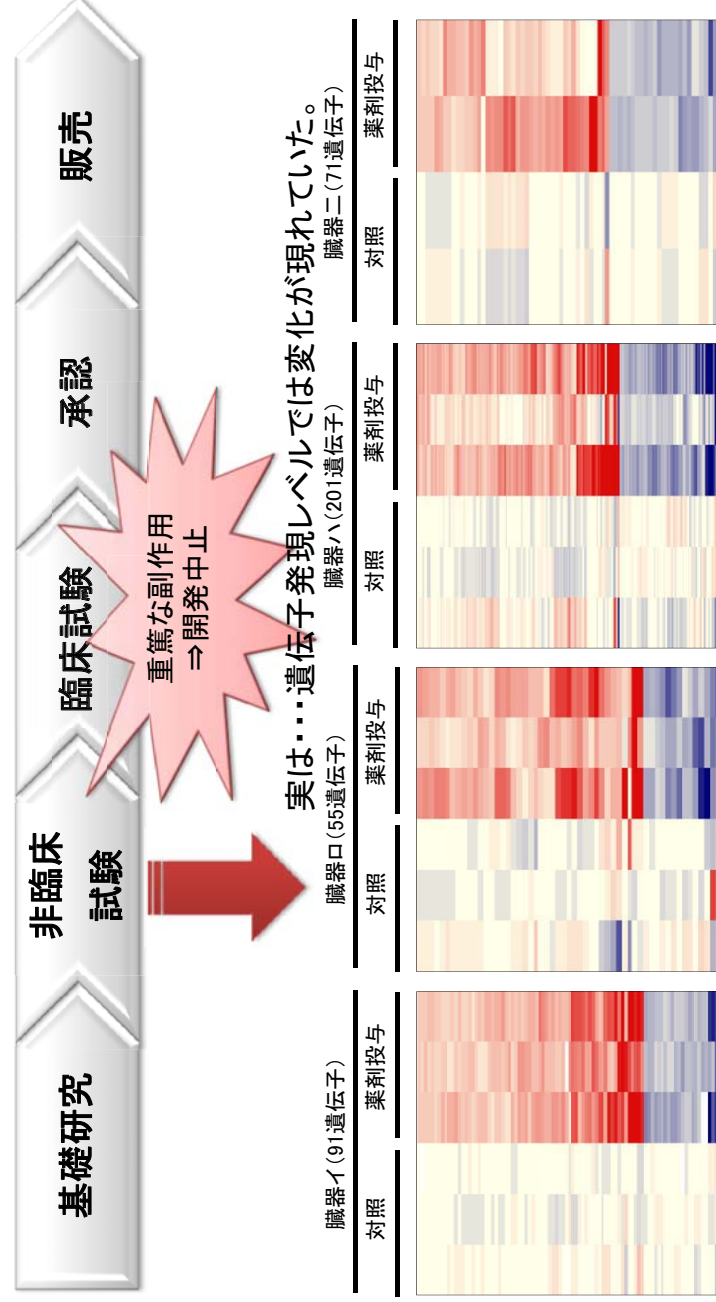 基礎研究
非臨床
試験
臨床試験
承認
販売
重篤な副作用
⇒開発中止
実は・・・遺伝子発現レベルでは変化が現れていた。
臓器イ(91遺伝子)
対照
薬剤投与
臓器ロ(55遺伝子)
対照
薬剤投与
臓器ハ(201遺伝子)
対照
薬剤投与
臓器ニ(71遺伝子)
対照
薬剤投与